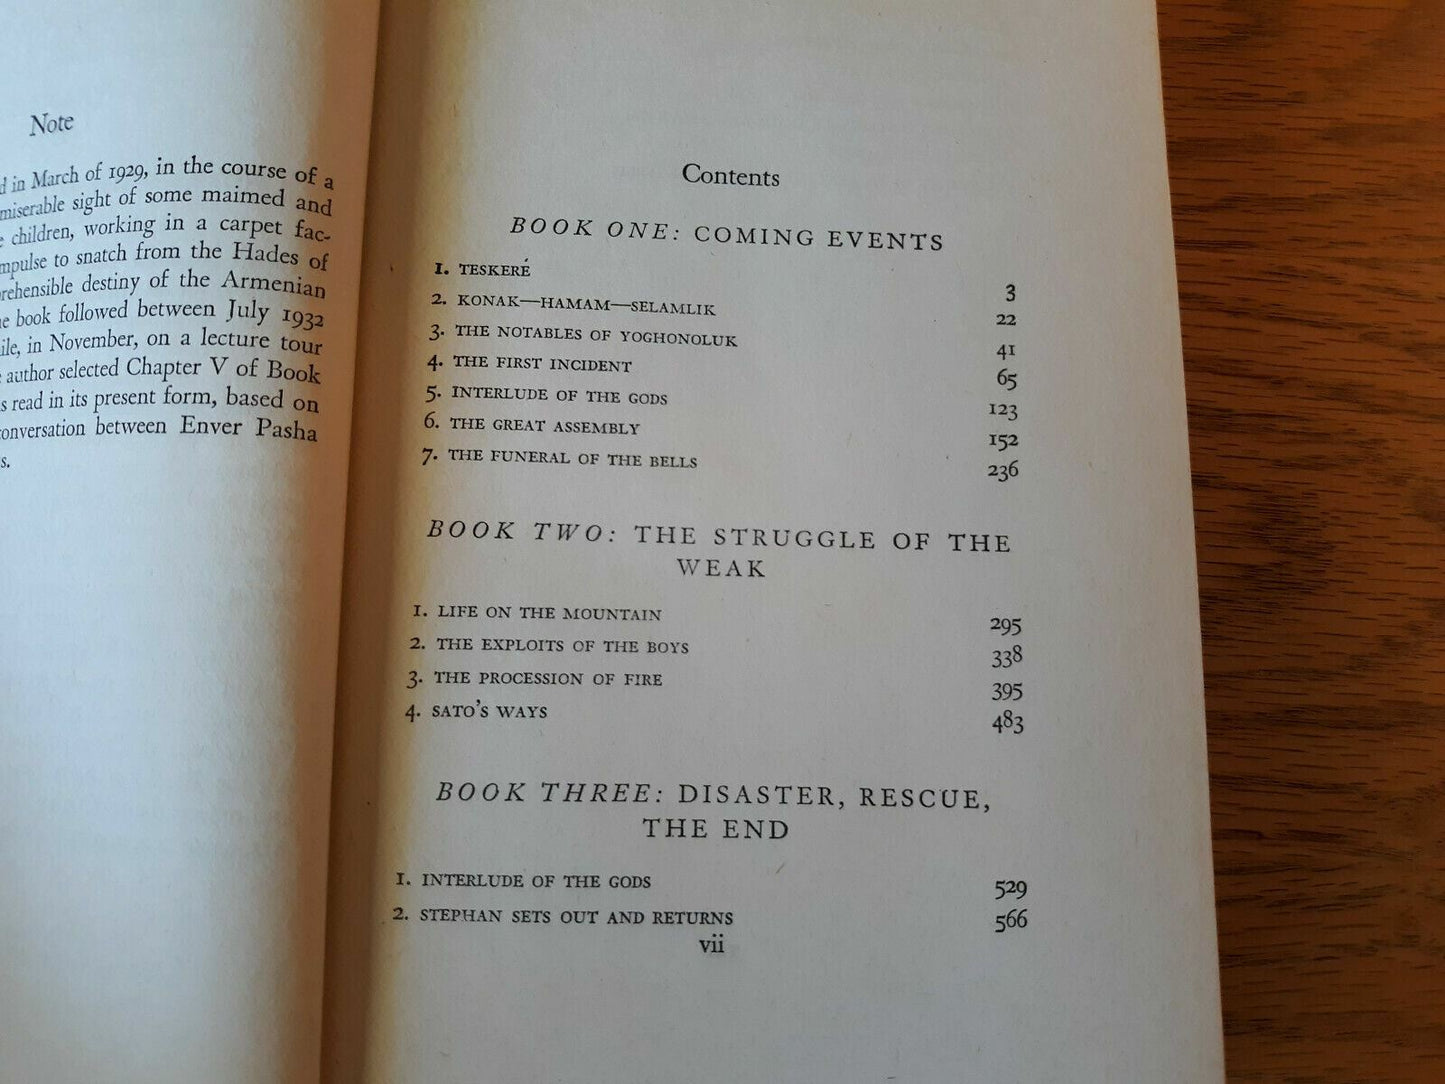 Note
in March of 1929, in the course of a
miserable sight of some maimed and
children, working in a carpet fac-
mpulse to snatch from the Hades of
rehensible destiny of the Armenian
e book followed between July 1932
ile, in November, on a lecture tour
author selected Chapter V of Book
s read in its present form, based on
onversation between Enver Pasha
s.
Contents
BOOK ONE: COMING EVENTS
1. TESKERÉ 3
2. KONAK—HAMAM—SELAMLIK 22
3. THE NOTABLES OF YOGHONOLUK 41
4. THE FIRST INCIDENT 65
5. INTERLUDE OF THE GODS 123
6. THE GREAT ASSEMBLY 152
7. THE FUNERAL OF THE BELLS 236
BOOK TWO: THE STRUGGLE OF THE
WEAK
1. LIFE ON THE MOUNTAIN 295
2. THE EXPLOITS OF THE BOYS 338
3. THE PROCESSION OF FIRE 395
4. SATO'S WAYS 483
BOOK THREE: DISASTER, RESCUE,
THE END
1. INTERLUDE OF THE GODS 529
2. STEPHAN SETS OUT AND RETURNS 566
vii